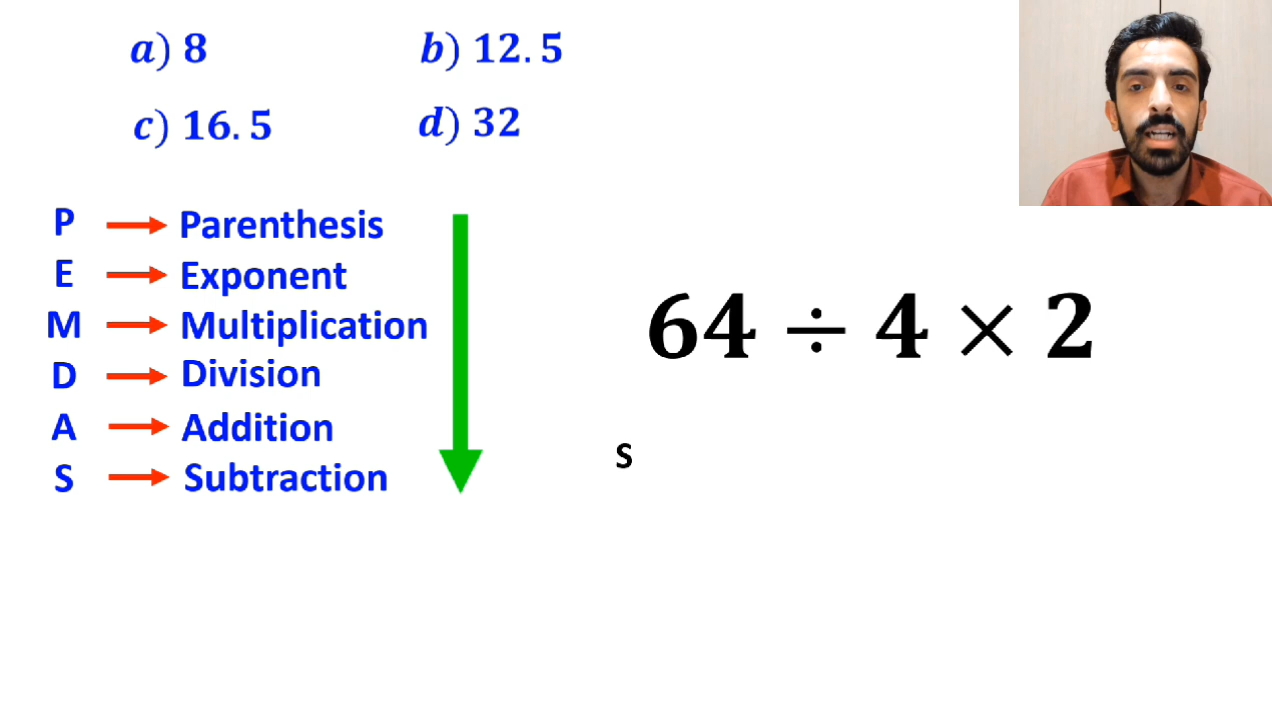 a) 8 b) 12.5
c) 16.5 d) 32
P Parenthesis
E Exponent
M Multiplication
D Division
A Addition
S Subtraction
64 ÷ 4 × 2
S